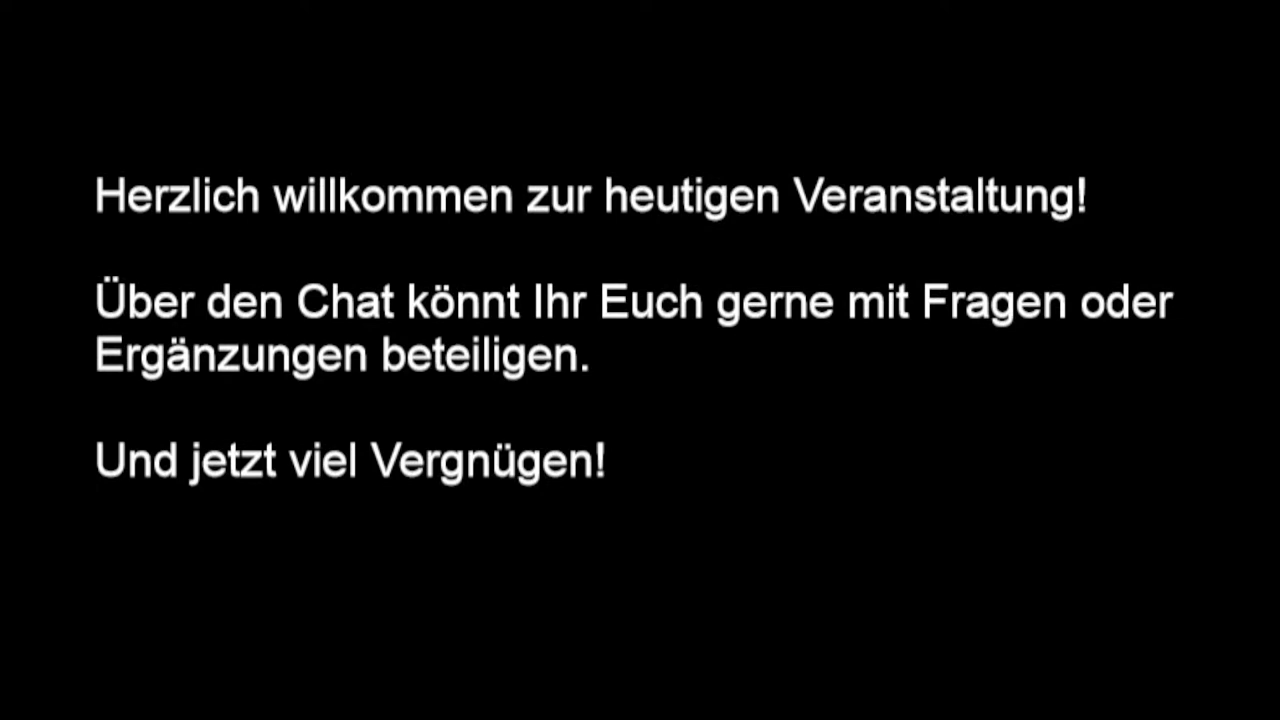 Herzlich willkommen zur heutigen Veranstaltung!
Über den Chat könnt Ihr Euch gerne mit Fragen oder
Ergänzungen beteiligen.
Und jetzt viel Vergnügen!